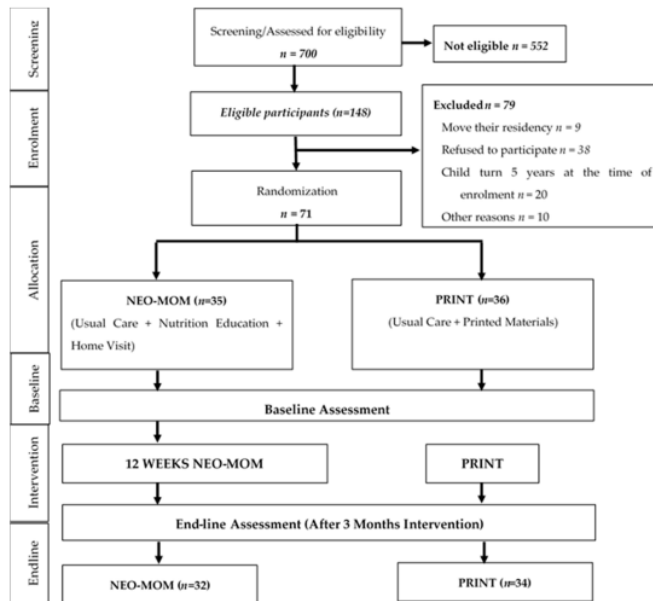 Screening
Screening/Assessed for eligibility
n = 700
Not eligible n = 552
Enrolment
Eligible participants (n=148)
Excluded n = 79
Move their residency n = 9
Refused to participate n = 38
Child turn 5 years at the time of
enrolment n = 20
Other reasons n = 10
Allocation
Randomization
n = 71
NEO-MOM (n=35)
(Usual Care + Nutrition Education +
Home Visit)
PRINT (n=36)
(Usual Care + Printed Materials)
Baseline
Baseline Assessment
Intervention
12 WEEKS NEO-MOM
PRINT
End-line Assessment (After 3 Months Intervention)
Endline
NEO-MOM (n=32)
PRINT (n=34)